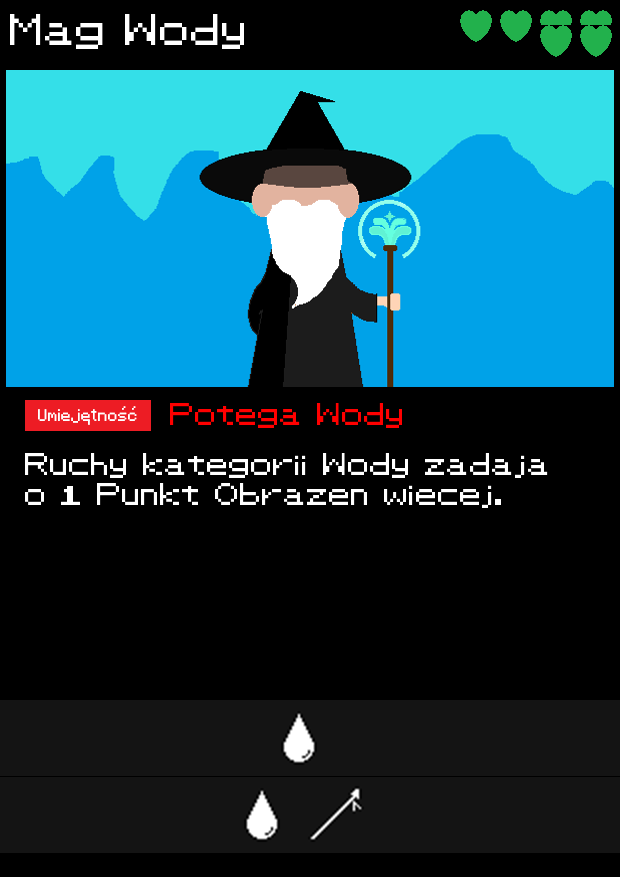 Mag Wody
Umiejętność
Potega Wody
Ruchy kategorii Wody zadaja
o 1 Punkt Obrazen wiecej.